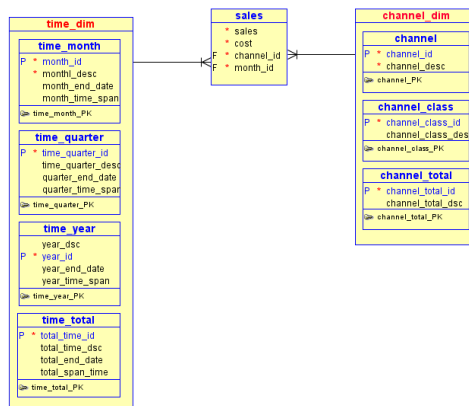 time_dim
time_month
P * month_id
* monthl_desc
month_end_date
month_time_span
time_month_PK
time_quarter
P * time_quarter_id
time_quarter_desc
quarter_end_date
quarter_time_span
time_quarter_PK
time_year
year_dsc
P * year_id
year_end_date
year_time_span
time_year_PK
time_total
P * total_time_id
total_time_dsc
total_end_date
total_span_time
time_total_PK
sales
* sales
* cost
F * channel_id
F * month_id
channel_dim
channel
P * channel_id
* channel_desc
channel_PK
channel_class
P * channel_class_id
channel_class_des
channel_class_PK
channel_total
P * channel_total_id
channel_total_dsc
channel_total_PK